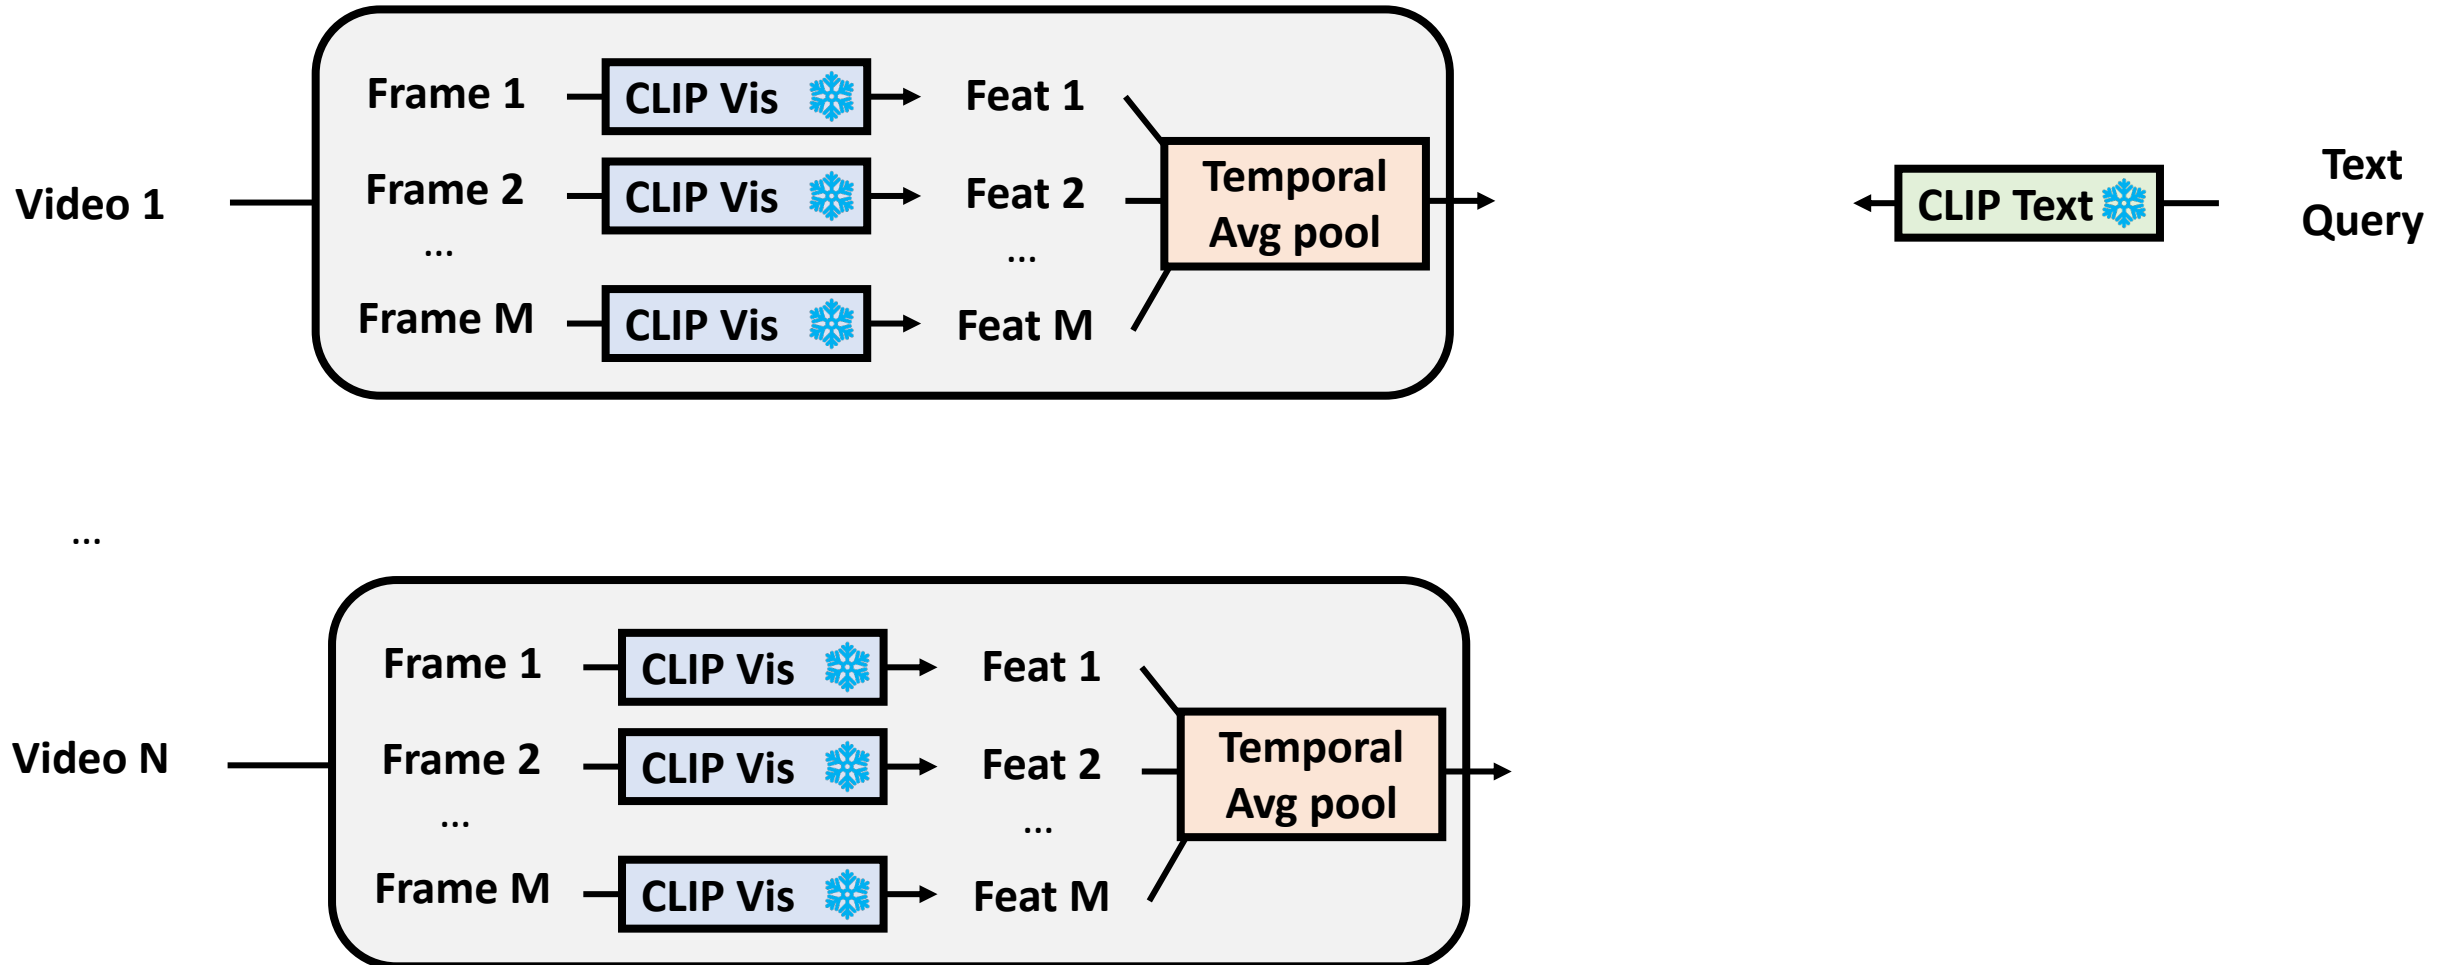 Video 1
Frame 1
CLIP Vis
Feat 1
Frame 2
CLIP Vis
Feat 2
...
...
Frame M
CLIP Vis
Feat M
Temporal
Avg pool
CLIP Text
Text
Query
...
Video N
Frame 1
CLIP Vis
Feat 1
Frame 2
CLIP Vis
Feat 2
...
...
Frame M
CLIP Vis
Feat M
Temporal
Avg pool